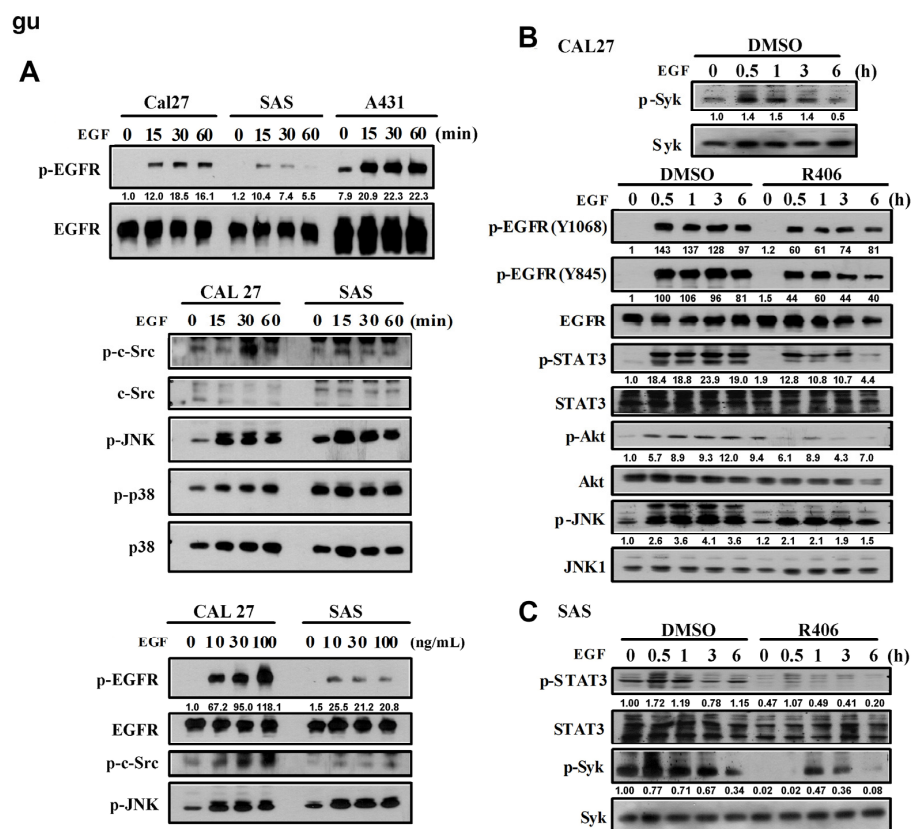 gu
A
Cal27 SAS A431
EGF 0 15 30 60 0 15 30 60 0 15 30 60 (min)
p-EGFR
1.0 12.0 18.5 16.1 1.2 10.4 7.4 5.5 7.9 20.9 22.3 22.3
EGFR
CAL 27 SAS
EGF 0 15 30 60 0 15 30 60 (min)
p-c-Src
c-Src
p-JNK
p-p38
p38
CAL 27 SAS
EGF 0 10 30 100 0 10 30 100 (ng/mL)
p-EGFR
1.0 67.2 95.0 118.1 1.5 25.5 21.2 20.8
EGFR
p-c-Src
p-JNK
B CAL27
DMSO
EGF 0 0.5 1 3 6 (h)
p-Syk
1.0 1.4 1.5 1.4 0.5
Syk
DMSO R406
EGF 0 0.5 1 3 6 0 0.5 1 3 6 (h)
p-EGFR(Y1068)
1 143 137 128 97 1.2 60 61 74 81
p-EGFR(Y845)
1 100 106 96 81 1.5 44 60 44 40
EGFR
p-STAT3
1.0 18.4 18.8 23.9 19.0 1.9 12.8 10.8 10.7 4.4
STAT3
p-Akt
1.0 5.7 8.9 9.3 12.0 9.4 6.1 8.9 4.3 7.0
Akt
p-JNK
1.0 2.6 3.6 4.1 3.6 1.2 2.1 2.1 1.9 1.5
JNK1
C SAS
DMSO R406
EGF 0 0.5 1 3 6 0 0.5 1 3 6 (h)
p-STAT3
1.00 1.72 1.19 0.78 1.15 0.47 1.07 0.49 0.41 0.20
STAT3
p-Syk
1.00 0.77 0.71 0.67 0.34 0.02 0.02 0.47 0.36 0.08
Syk